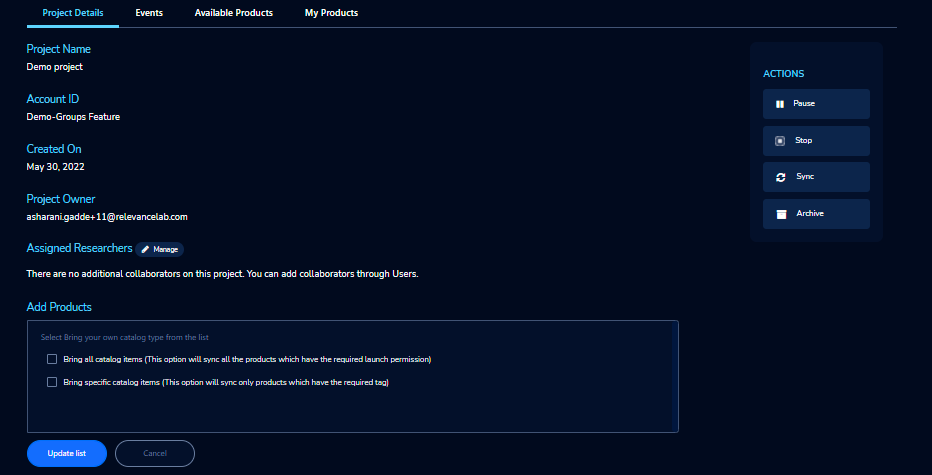 Project Details Events Available Products My Products
Project Name
Demo project
Account ID
Demo-Groups Feature
Created On
May 30, 2022
Project Owner
asharani.gadde+11@relevancelab.com
Assigned Researchers Manage
There are no additional collaborators on this project. You can add collaborators through Users.
Add Products
Select Bring your own catalog type from the list
Bring all catalog items (This option will sync all the products which have the required launch permission)
Bring specific catalog items (This option will sync only products which have the required tag)
Update list Cancel
ACTIONS
Pause
Stop
Sync
Archive